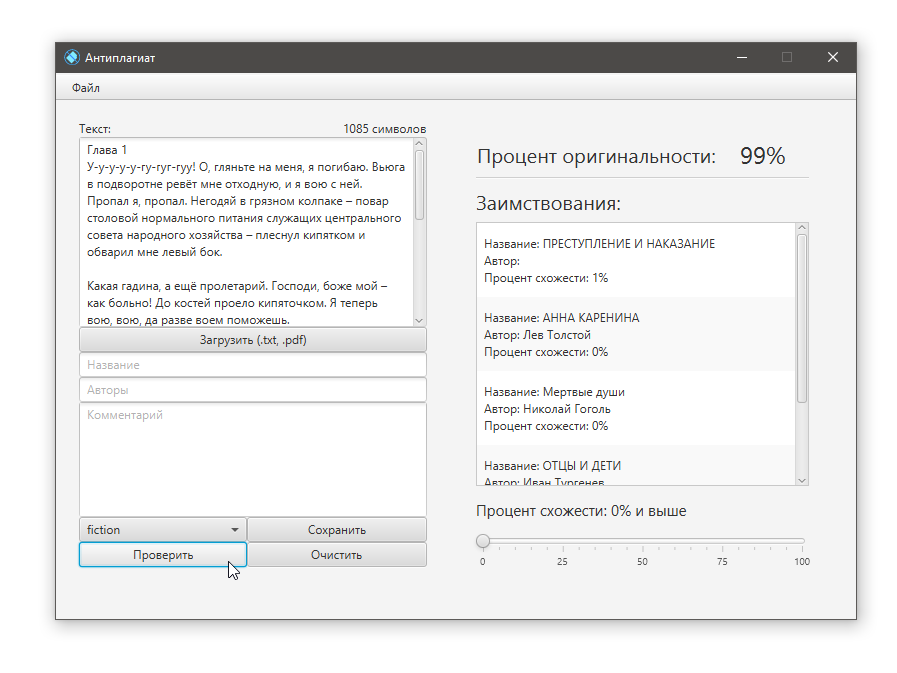 Антиплагиат
Файл
Текст:
1085 символов
Глава 1
У-у-у-у-у-гу-гуг-гуу! О, гляньте на меня, я погибаю. Вьюга
в подворотне ревёт мне отходную, и я вою с ней.
Пропал я, пропал. Негодяй в грязном колпаке – повар
столовой нормального питания служащих центрального
совета народного хозяйства – плеснул кипятком и
обварил мне левый бок.
Какая гадина, а ещё пролетарий. Господи, боже мой –
как больно! До костей проело кипяточком. Я теперь
вою, вою, да разве воем поможешь.
Загрузить (.txt, .pdf)
Название
Авторы
Комментарий
fiction
Сохранить
Проверить
Очистить
Процент оригинальности: 99%
Заимствования:
Название: ПРЕСТУПЛЕНИЕ И НАКАЗАНИЕ
Автор:
Процент схожести: 1%
Название: АННА КАРЕНИНА
Автор: Лев Толстой
Процент схожести: 0%
Название: Мертвые души
Автор: Николай Гоголь
Процент схожести: 0%
Название: ОТЦЫ И ДЕТИ
Автор: Иван Тургенев
Процент схожести: 0% и выше
0 25 50 75 100